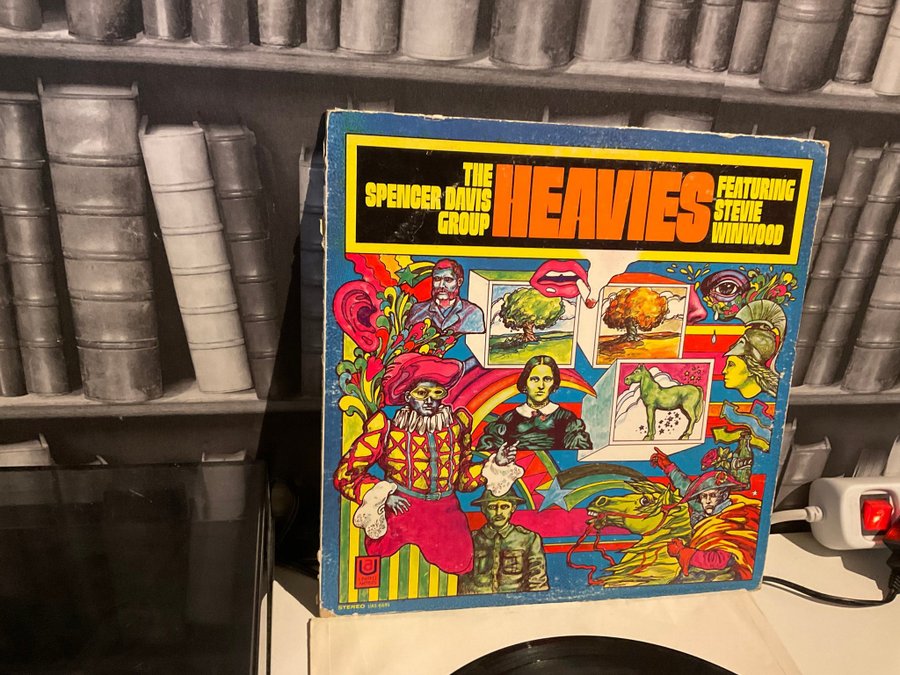 THE
SPENCER DAVIS
GROUP
HEAVIES
FEATURING
STEVIE
WINWOOD
STEREO